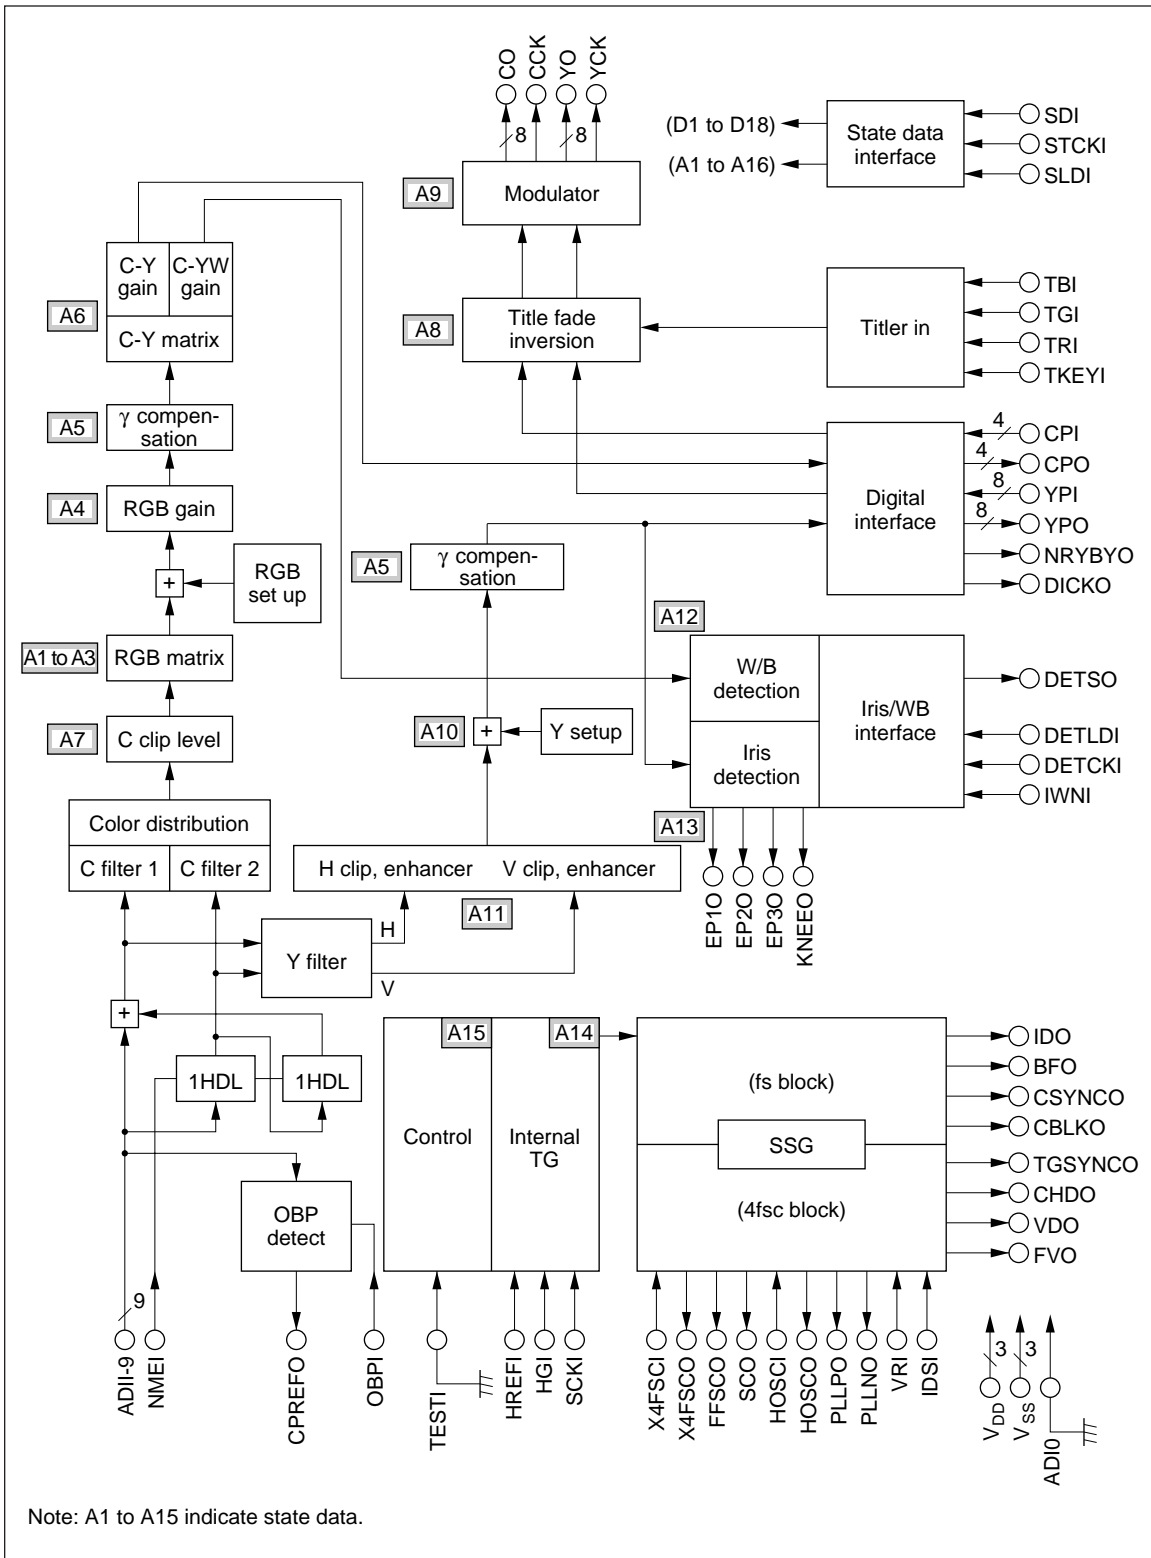 CO
CCK
YO
YCK
8
8
(D1 to D18)
(A1 to A16)
State data
interface
SDI
STCKI
SLDI
A9
Modulator
C-Y
gain
C-YW
gain
A6
C-Y matrix
A8
Title fade
inversion
Titler in
TBI
TGI
TRI
TKEYI
A5
γ compen-
sation
A4
RGB gain
+
RGB
set up
A1 to A3
RGB matrix
A7
C clip level
Color distribution
C filter 1
C filter 2
A5
γ compen-
sation
Digital
interface
4
CPI
4
CPO
8
YPI
8
YPO
NRYBYO
DICKO
A12
W/B
detection
Iris
detection
Iris/WB
interface
DETSO
DETLDI
DETCKI
IWNI
A10
+
Y setup
A13
EP1O
EP2O
EP3O
KNEEO
H clip, enhancer
V clip, enhancer
A11
H
Y filter
V
+
1HDL
1HDL
OBP
detect
9
ADII-9
NMEI
CPREFO
OBPI
A15
A14
Control
Internal
TG
(fs block)
SSG
(4fsc block)
IDO
BFO
CSYNCO
CBLKO
TGSYNCO
CHDO
VDO
FVO
TESTI
HREFI
HGI
SCKI
X4FSCI
X4FSCO
FFSCO
SCO
HOSCI
HOSCO
PLLPO
PLLNO
VRI
IDSI
3
3
VDD
VSS
ADI0
Note: A1 to A15 indicate state data.